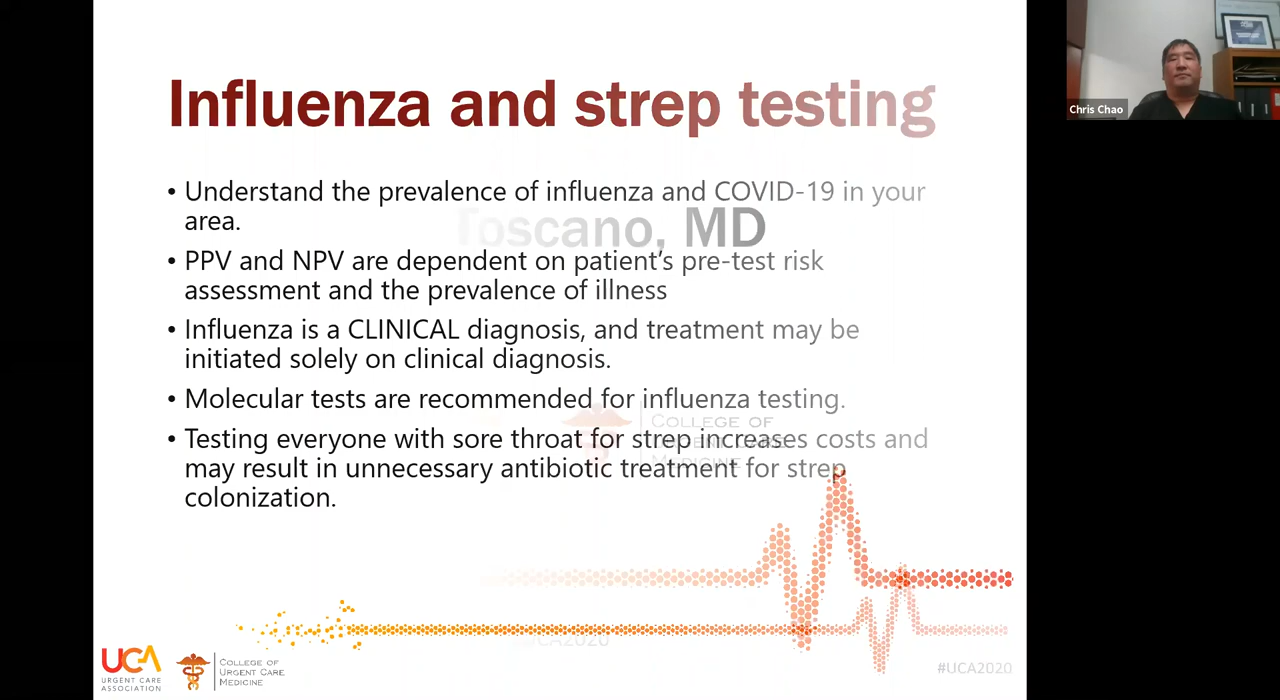 Influenza and strep testing
• Understand the prevalence of influenza and COVID-19 in your
area.
Toscano, MD
• PPV and NPV are dependent on patient’s pre-test risk
assessment and the prevalence of illness
• Influenza is a CLINICAL diagnosis, and treatment may be
initiated solely on clinical diagnosis.
• Molecular tests are recommended for influenza testing.
COLLEGE OF
URGENT CARE
MEDICINE
• Testing everyone with sore throat for strep increases costs and
may result in unnecessary antibiotic treatment for strep
colonization.
#UCA2020
UCA
URGENT CARE
ASSOCIATION
COLLEGE OF
URGENT CARE
MEDICINE
#UCA2020
Chris Chao